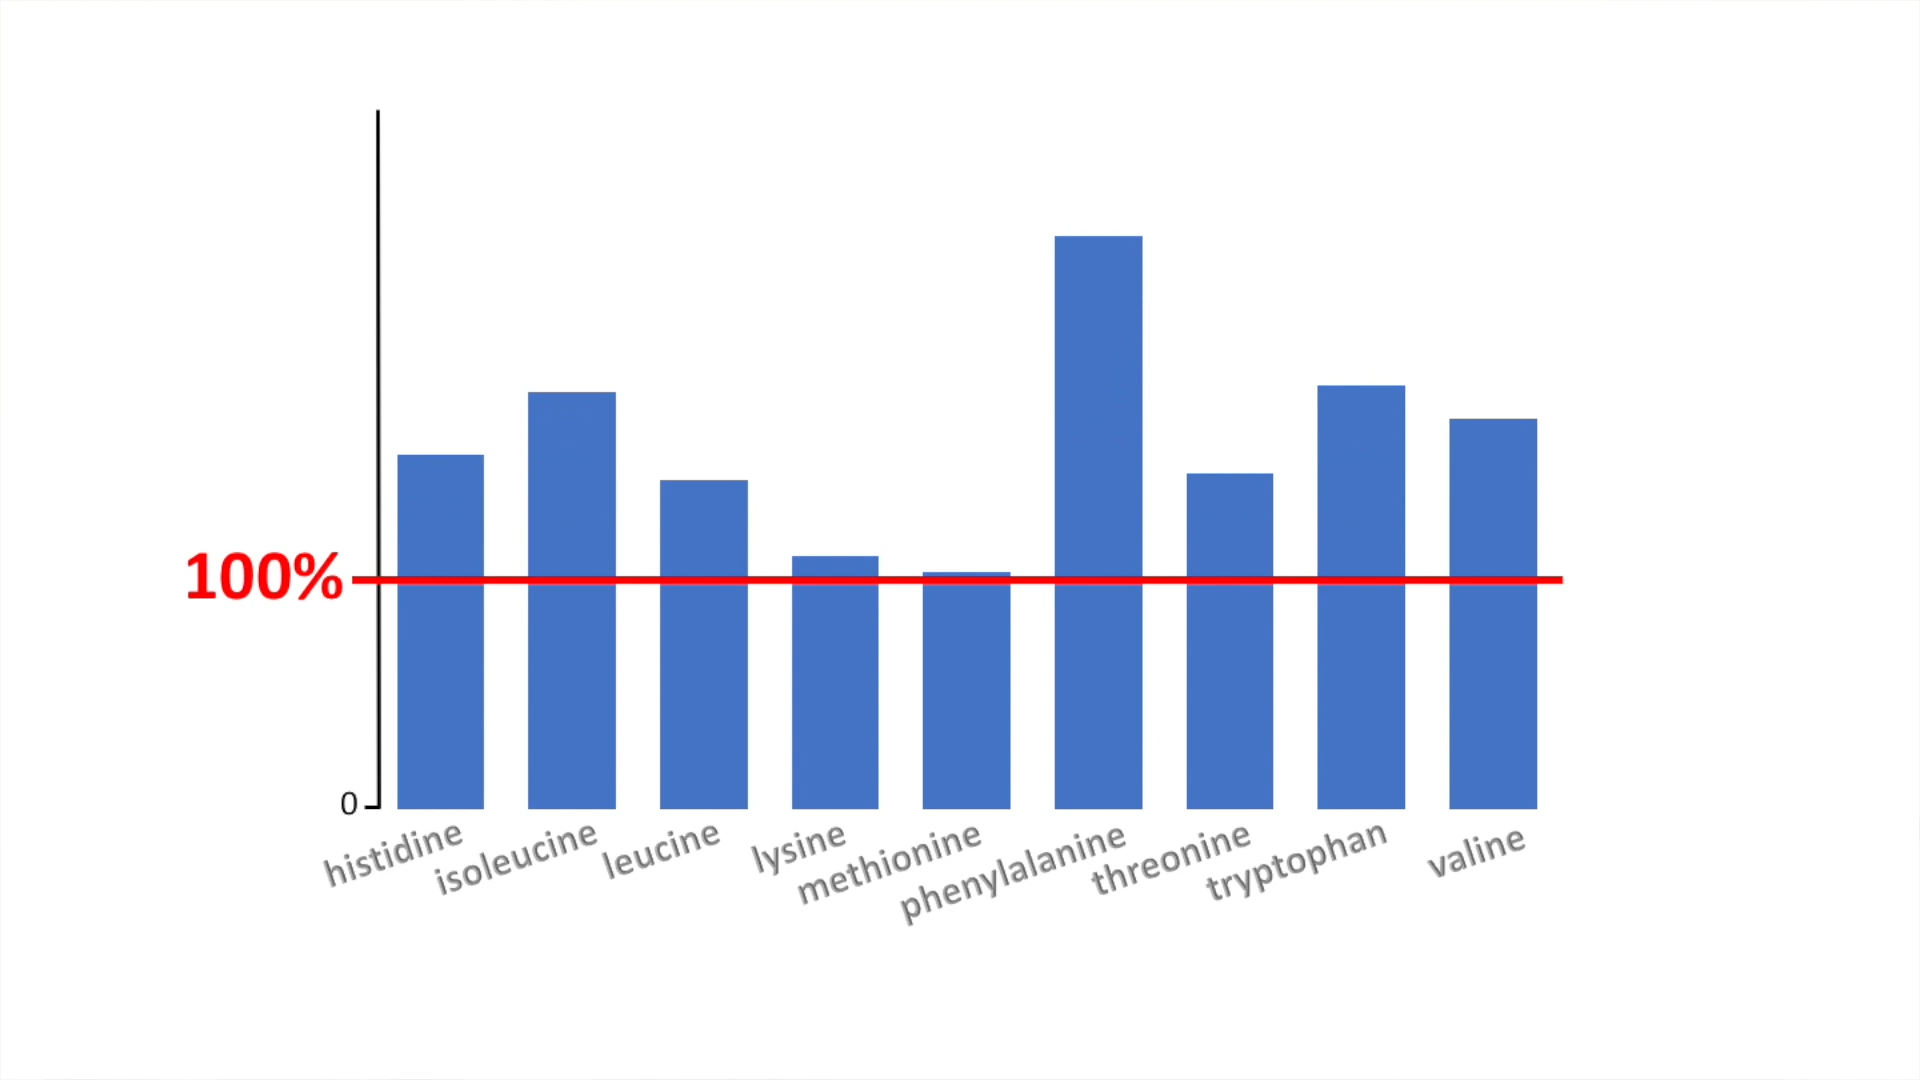 100%
0
histidine
isoleucine
leucine
lysine
methionine
phenylalanine
threonine
tryptophan
valine